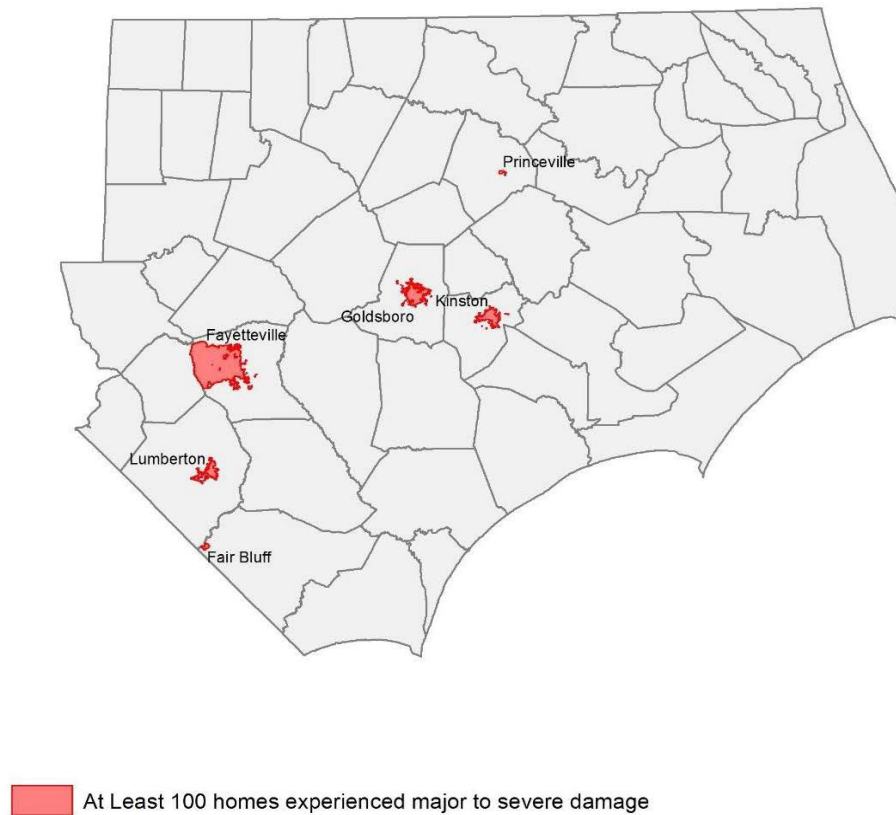 Princeville
Kinston
Goldsboro
Fayetteville
Lumberton
Fair Bluff
At Least 100 homes experienced major to severe damage